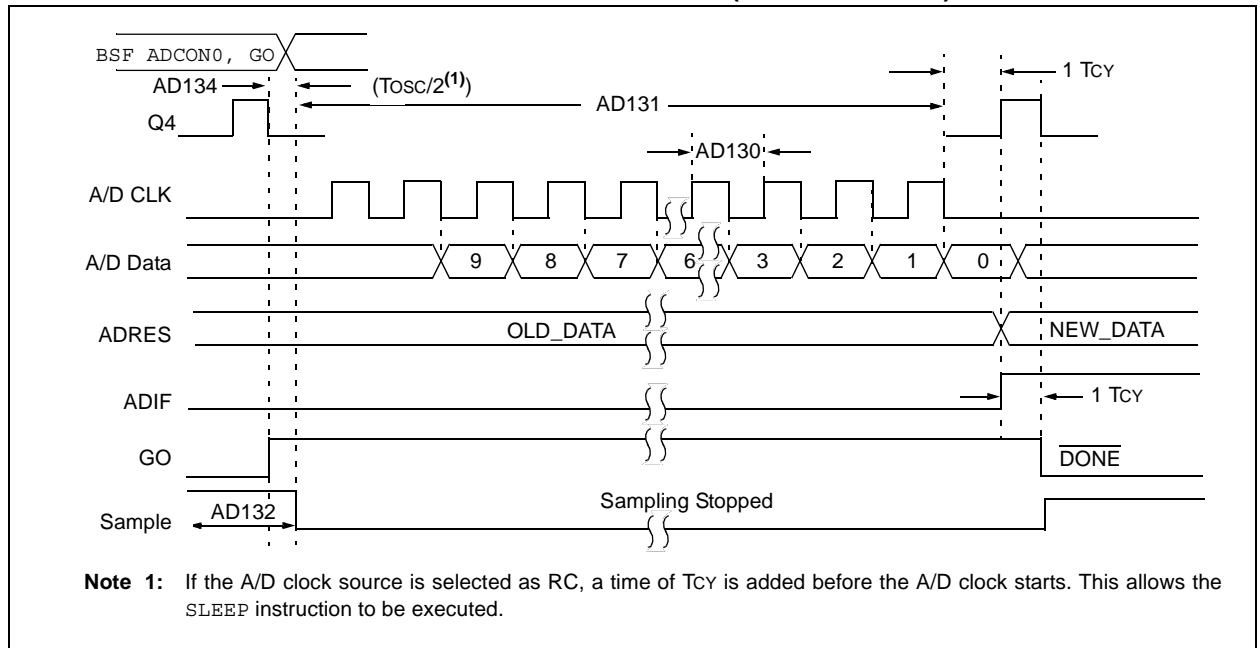 BSF ADCON0, GO
AD134 (TOSC/2(1)) 1 TCY
AD131
Q4
AD130
A/D CLK
A/D Data 9 8 7 6 3 2 1 0
ADRES OLD_DATA NEW_DATA
ADIF 1 TCY
GO DONE
Sampling Stopped
Sample AD132
Note 1: If the A/D clock source is selected as RC, a time of TCY is added before the A/D clock starts. This allows the
SLEEP instruction to be executed.